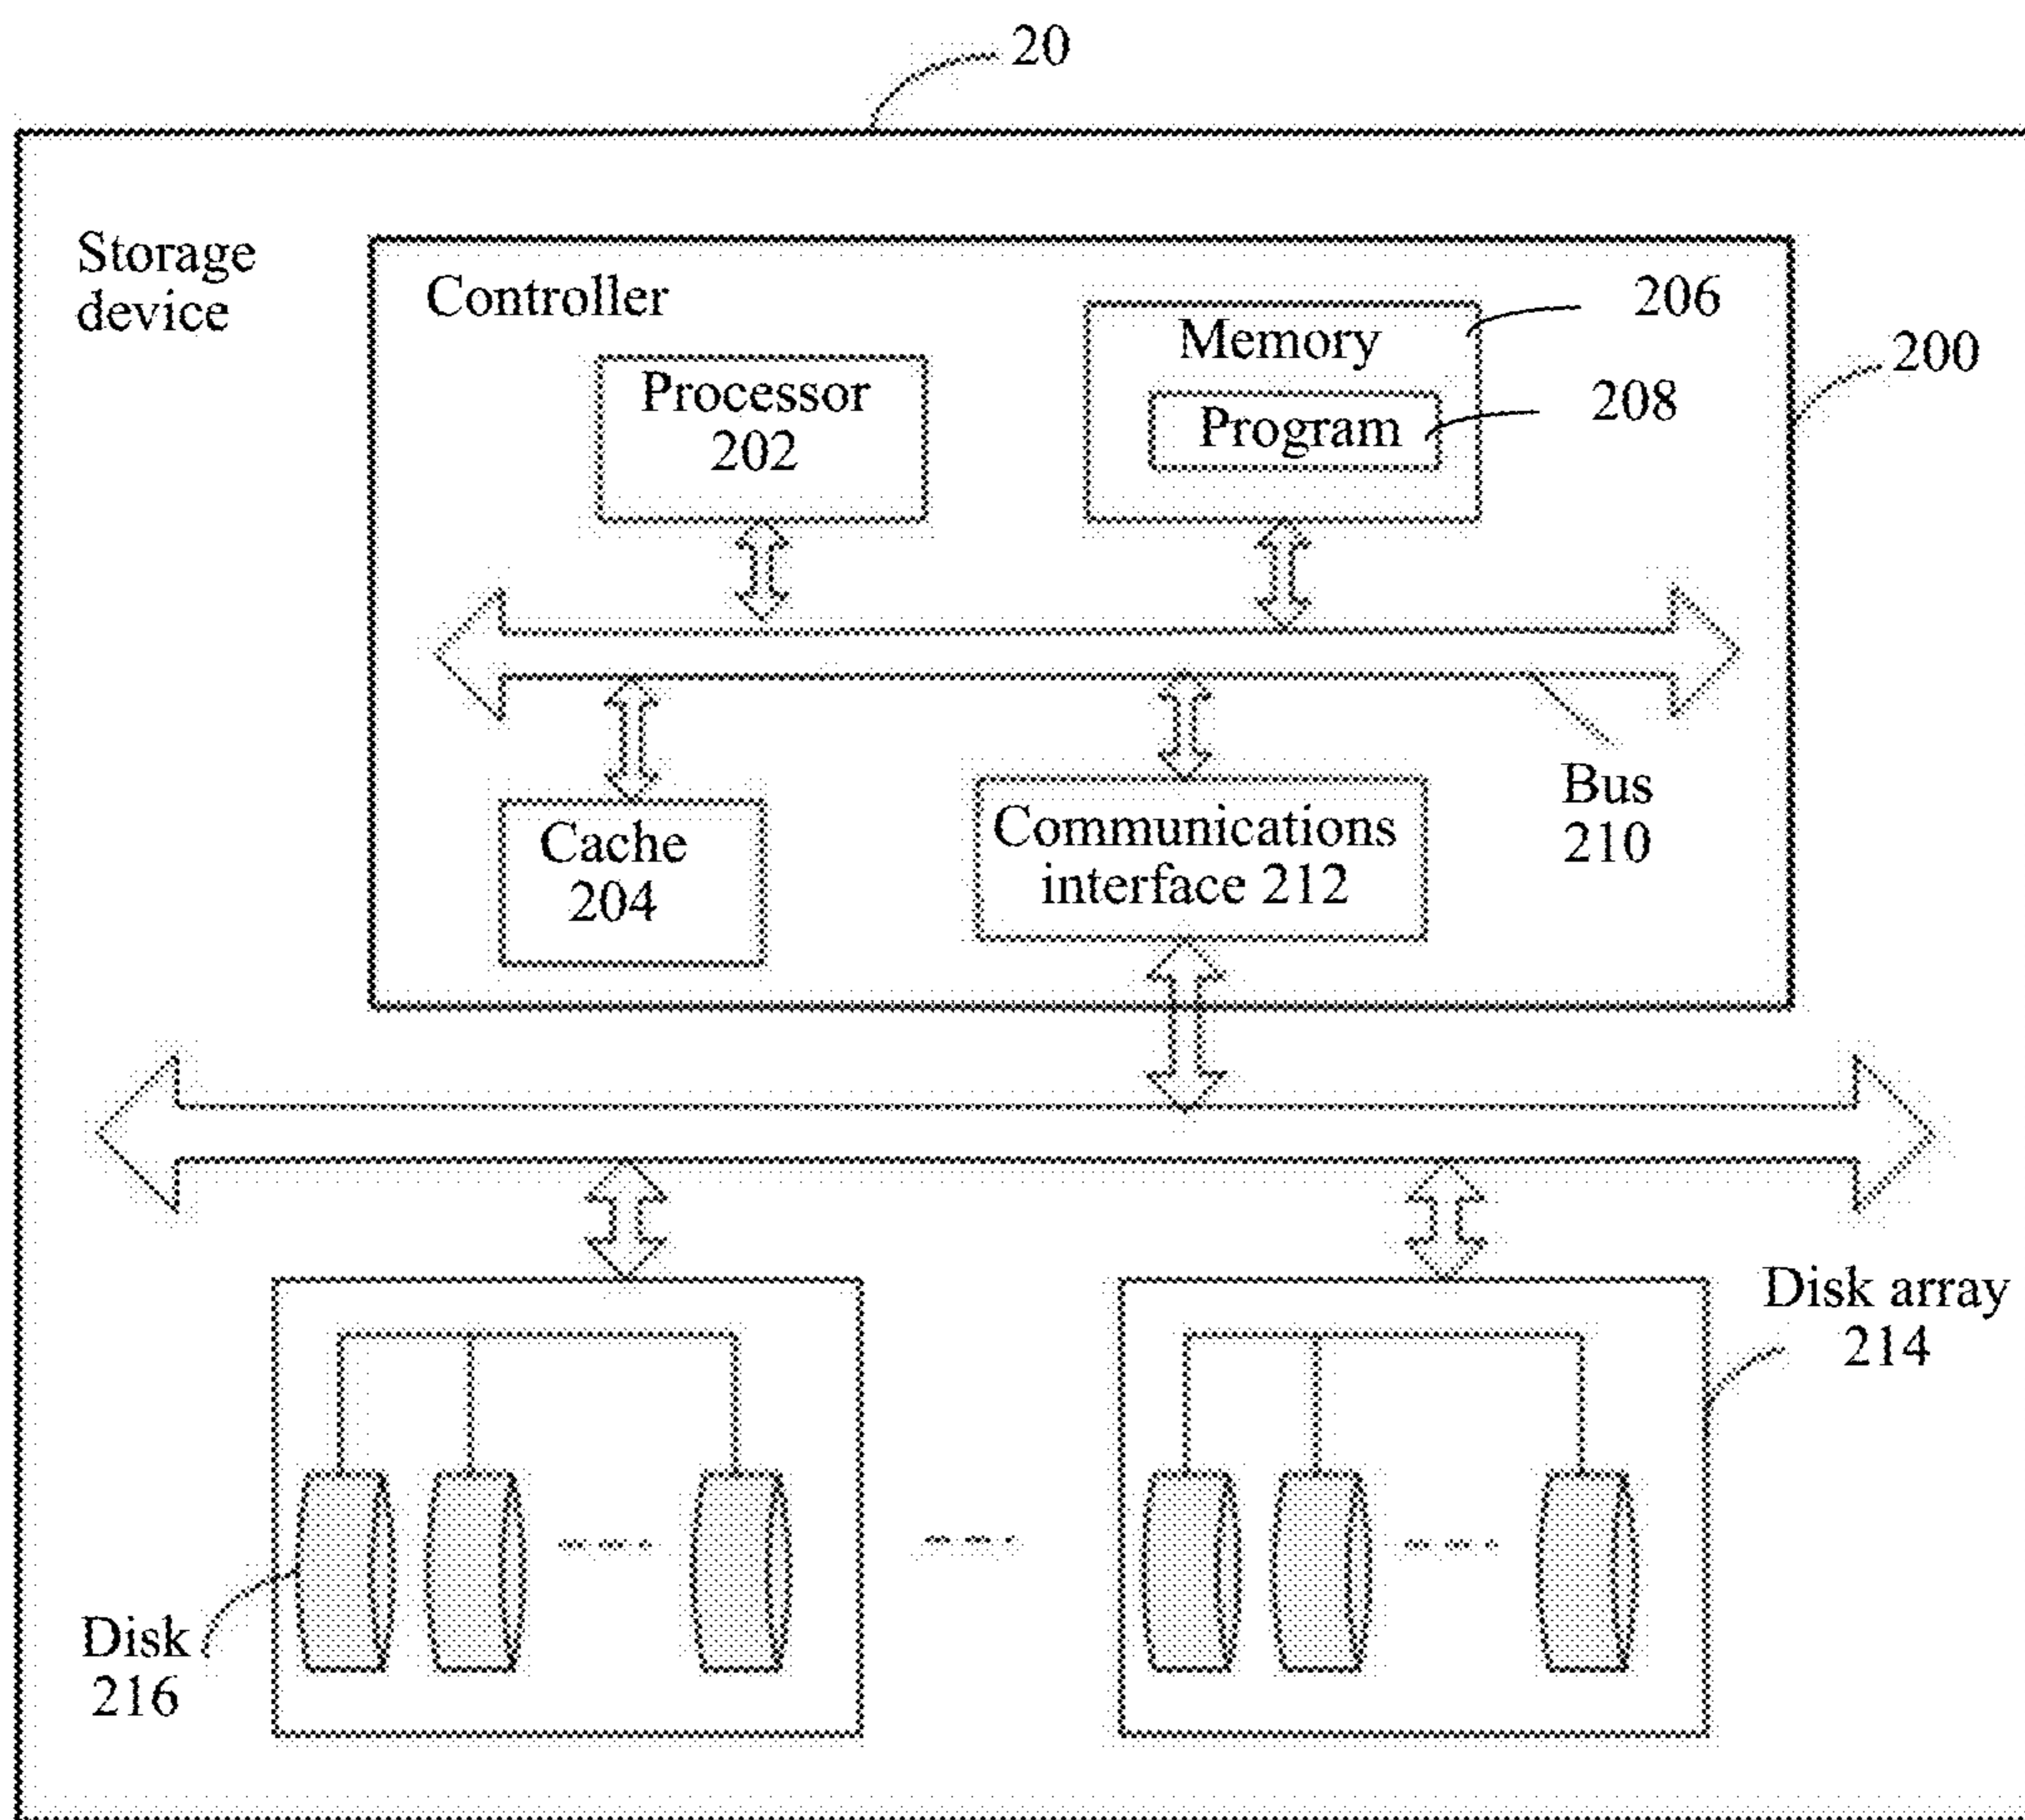 20
Storage
device
Controller
206
Memory
200
Processor
202
208
Program
Bus
210
Cache
204
Communications
interface 212
Disk array
214
Disk
216